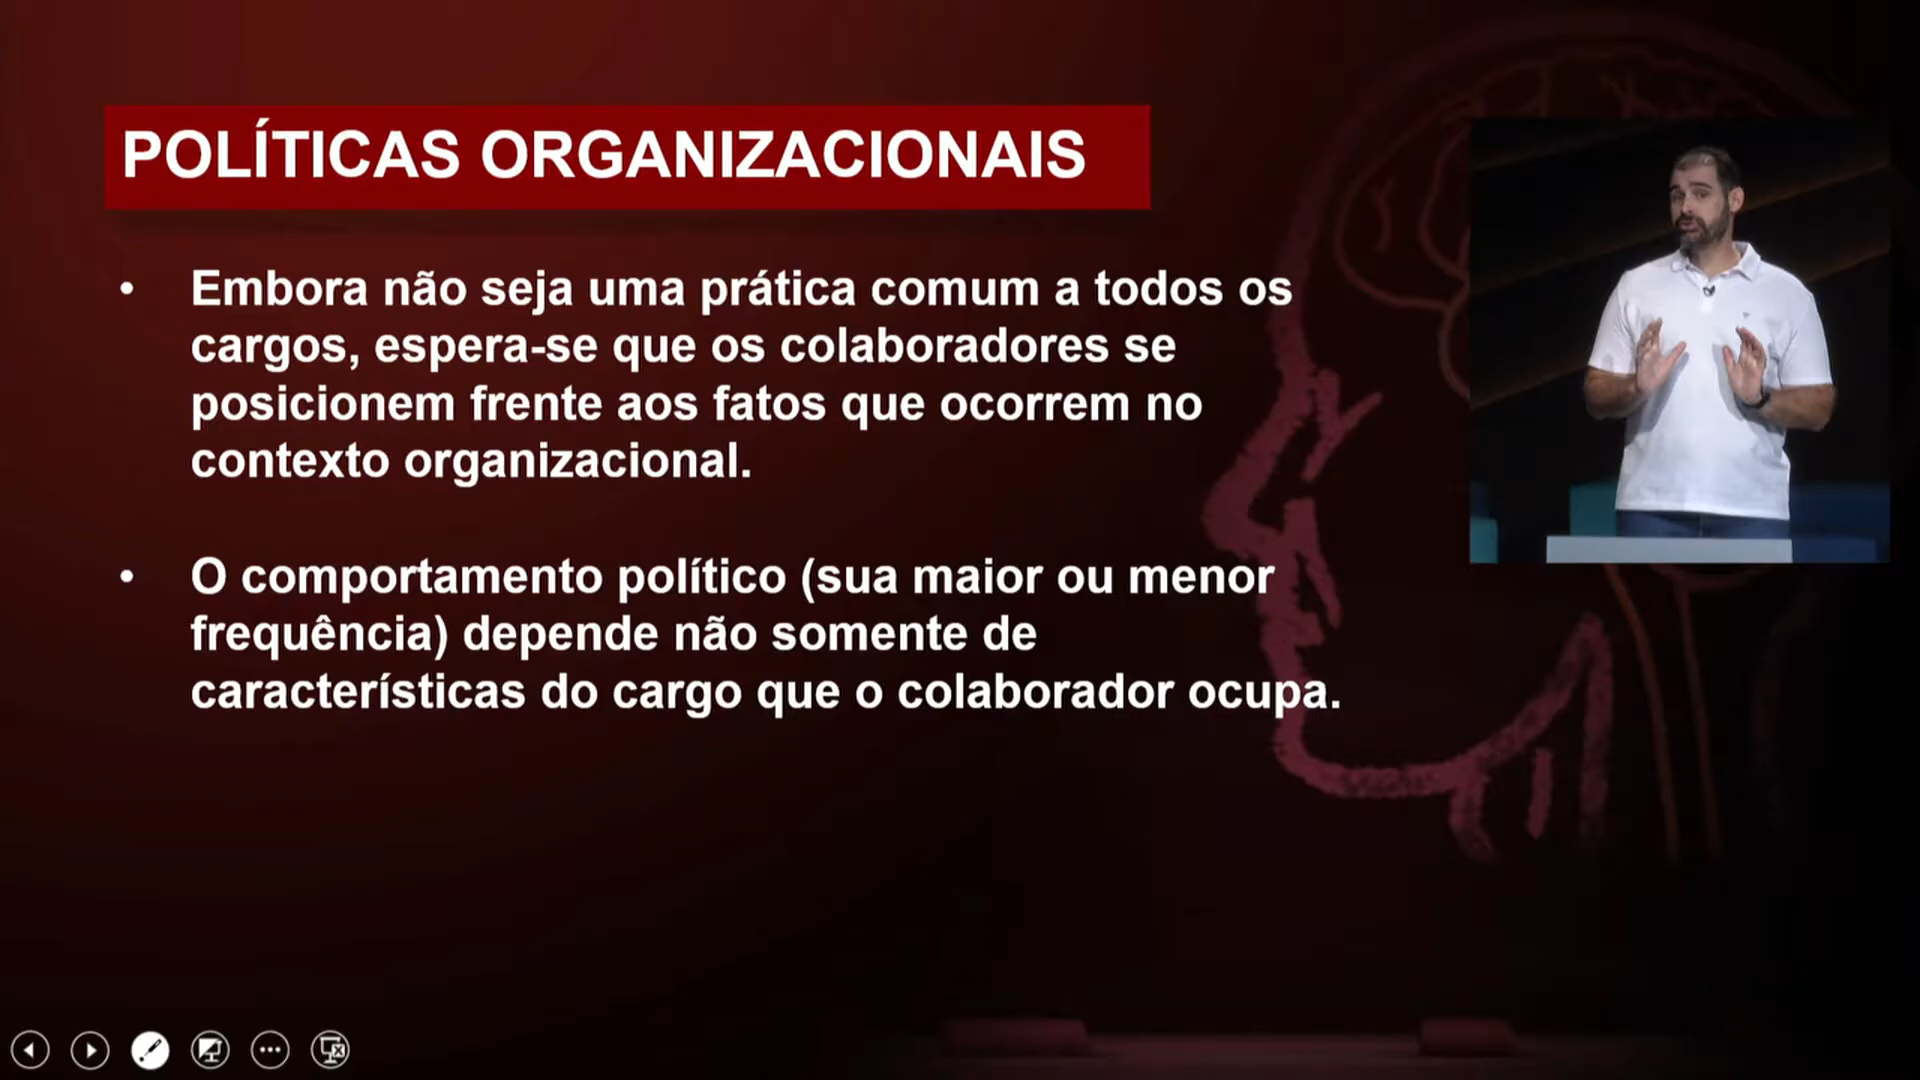 POLÍTICAS ORGANIZACIONAIS
• Embora não seja uma prática comum a todos os
cargos, espera-se que os colaboradores se
posicionem frente aos fatos que ocorrem no
contexto organizacional.
• O comportamento político (sua maior ou menor
frequência) depende não somente de
características do cargo que o colaborador ocupa.